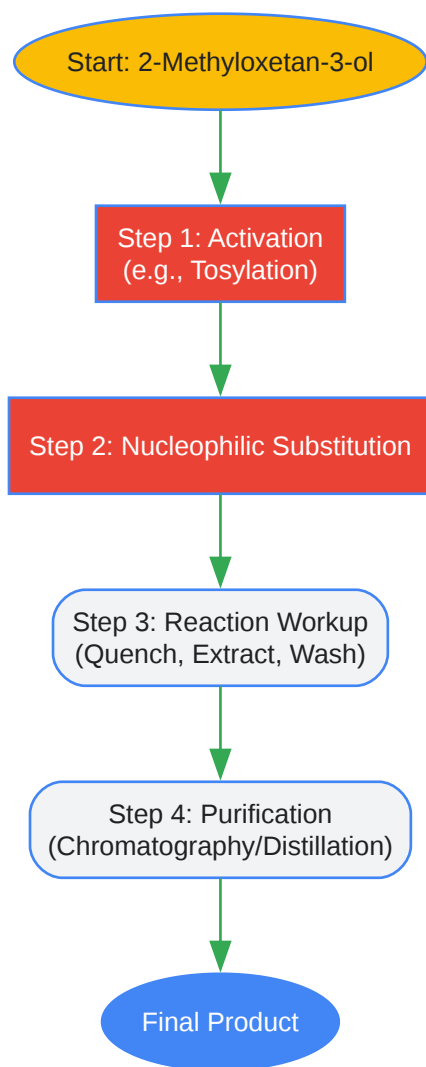 Start: 2-Methyloxetan-3-ol
Step 1: Activation
(e.g., Tosylation)
Step 2: Nucleophilic Substitution
Step 3: Reaction Workup
(Quench, Extract, Wash)
Step 4: Purification
(Chromatography/Distillation)
Final Product